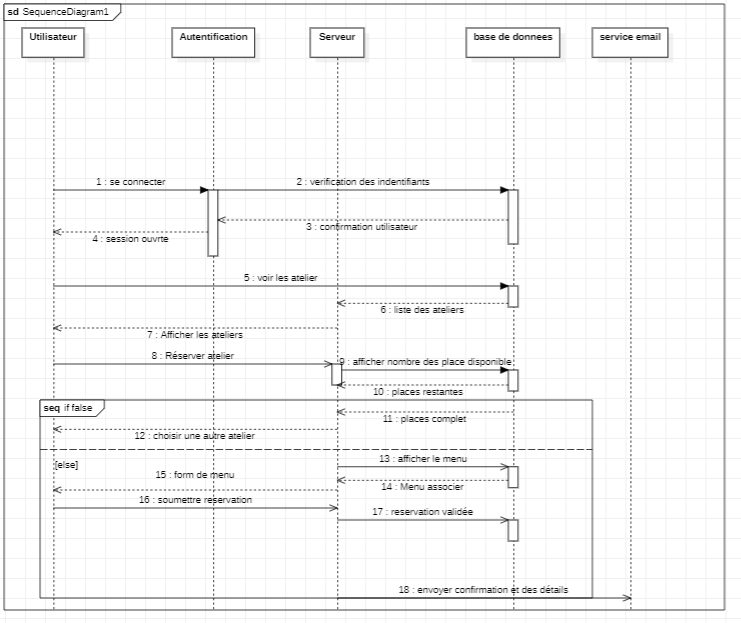 sd SequenceDiagram1
Utilisateur
Autentification
Serveur
base de donnees
service email
1 : se connecter
2 : verification des indentifiants
3 : confirmation utilisateur
4 : session ouvrte
5 : voir les atelier
6 : liste des ateliers
7 : Afficher les ateliers
8 : Réserver atelier
9 : afficher nombre des place disponible;
10 : places restantes
seq if false
11 : places complet
12 : choisir une autre atelier
[else]
13 : afficher le menu
15 : form de menu
14 : Menu associer
16 : soumettre reservation
17 : reservation validée
18 : envoyer confirmation et des détails